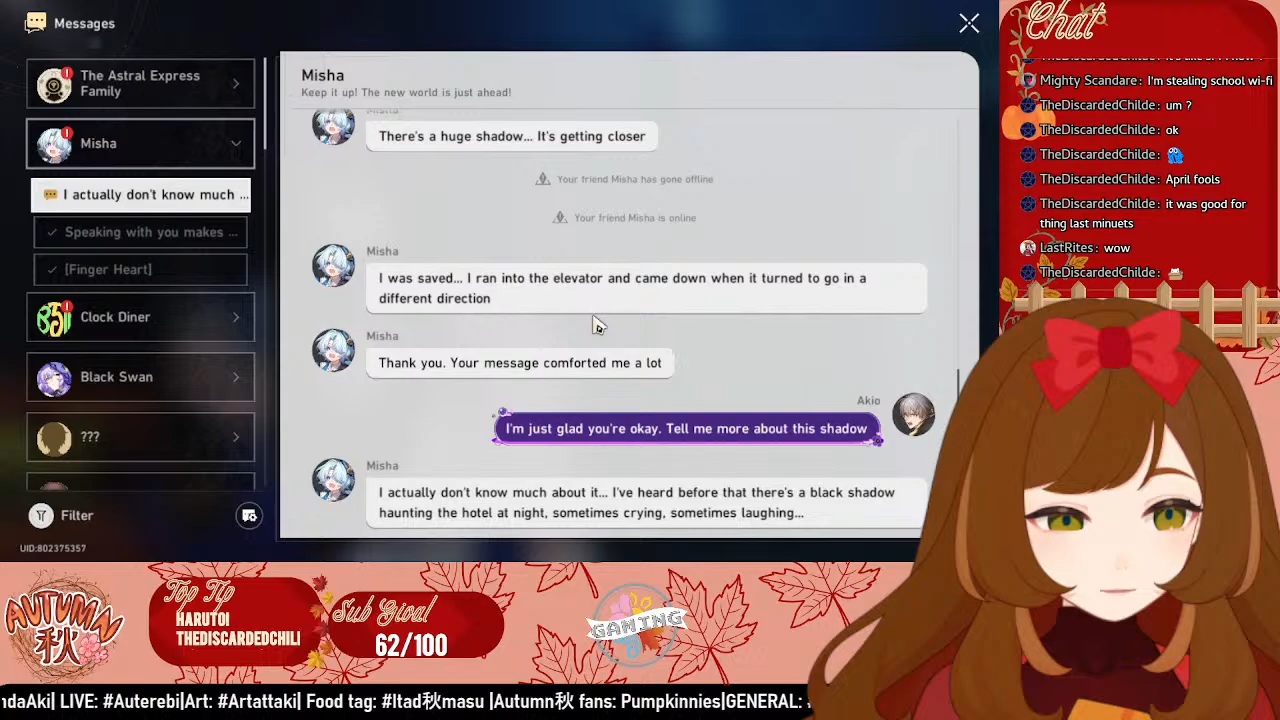 Messages
The Astral Express
Family
Misha
I actually don't know much ...
Speaking with you makes ...
[Finger Heart]
Clock Diner
Black Swan
???
Filter
UID:802375357
Misha
Keep it up! The new world is just ahead!
There's a huge shadow... It's getting closer
Your friend Misha has gone offline
Your friend Misha is online
Misha
I was saved... I ran into the elevator and came down when it turned to go in a
different direction
Misha
Thank you. Your message comforted me a lot
Akio
I'm just glad you're okay. Tell me more about this shadow
Misha
I actually don't know much about it... I've heard before that there's a black shadow
haunting the hotel at night, sometimes crying, sometimes laughing...
Chat
Mighty Scandare: I'm stealing school wi-fi
TheDiscardedChilde: um ?
TheDiscardedChilde: ok
TheDiscardedChilde:
TheDiscardedChilde: April fools
TheDiscardedChilde: it was good for
thing last minuets
LastRites: wow
TheDiscardedChilde:
AUTUMN
秋
Top Tip
HARUTOI
THEDISCARDEDCHILI
Sub Gioal
62/100
GAMING
ndaAki| LIVE: #Auterebi|Art: #Artattaki| Food tag: #Itad秋masu |Autumn秋 fans: Pumpkinnies|GENERAL: